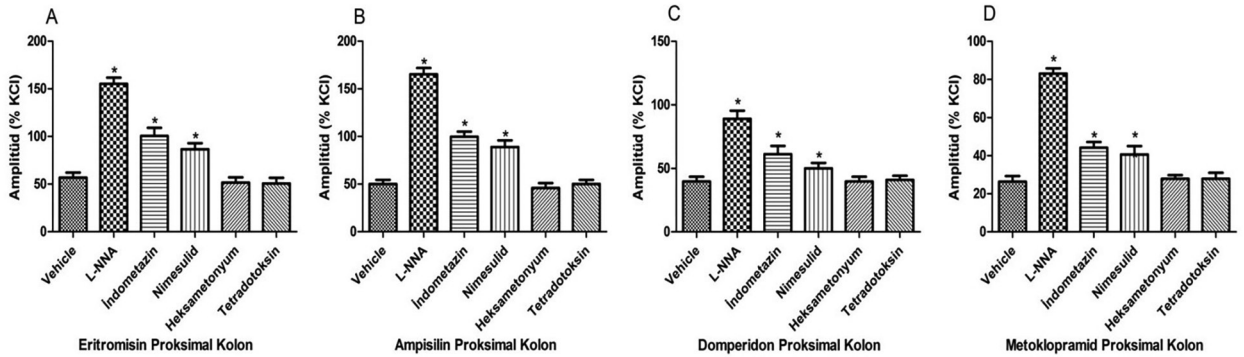 A
Amplitüd (% KCl)
200
150
100
50
0
*
*
*
Vehicle
L-NNA
İndometazin
Nimesulid
Heksametonyum
Tetradotoksin
Eritromisin Proksimal Kolon
B
Amplitüd (% KCl)
200
150
100
50
0
*
*
*
Vehicle
L-NNA
İndometazin
Nimesulid
Heksametonyum
Tetradotoksin
Ampisilin Proksimal Kolon
C
Amplitüd (% KCl)
150
100
50
0
*
*
*
Vehicle
L-NNA
İndometazin
Nimesulid
Heksametonyum
Tetradotoksin
Domperidon Proksimal Kolon
D
Amplitüd (% KCl)
100
80
60
40
20
0
*
*
*
Vehicle
L-NNA
İndometazin
Nimesulid
Heksametonyum
Tetradotoksin
Metoklopramid Proksimal Kolon